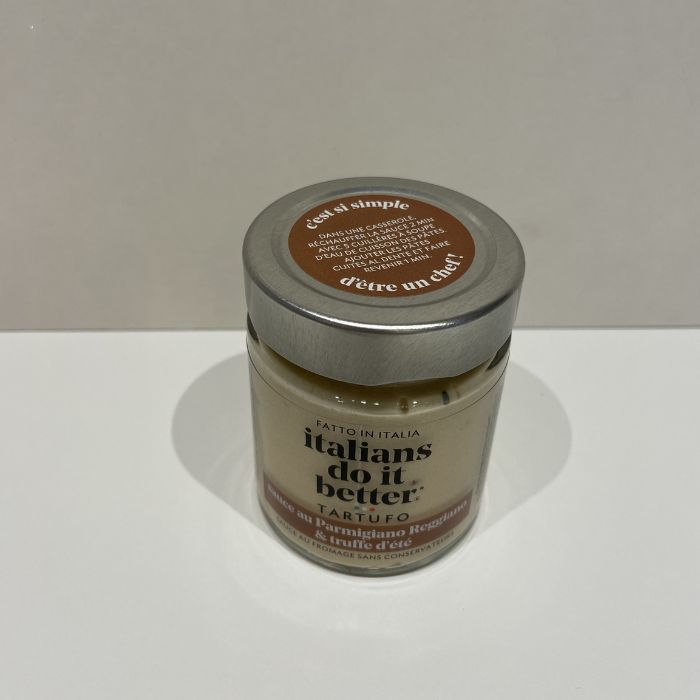 c'est si simple
DANS UNE CASSEROLE,
RÉCHAUFFER LA SAUCE 2 MIN
AVEC 5 CUILLÈRES À SOUPE
D'EAU DE CUISSON DES PÂTES.
AJOUTER LES PÂTES
CUITES AL DENTE ET FAIRE
REVENIR 1 MIN.
d'être un chef!
FATTO IN ITALIA
italians
do it
better
TARTUFO
sauce au Parmigiano Reggiano
& truffe d'été
SAUCE AU FROMAGE SANS CONSERVATEURS